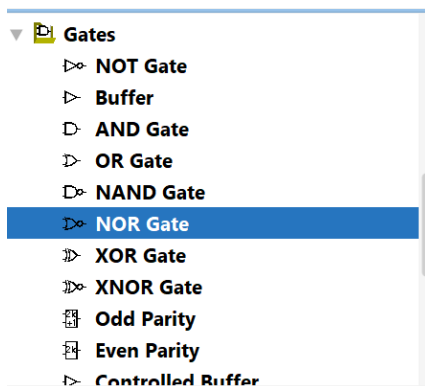 Gates
NOT Gate
Buffer
AND Gate
OR Gate
NAND Gate
NOR Gate
XOR Gate
XNOR Gate
Odd Parity
Even Parity
Controlled Buffer